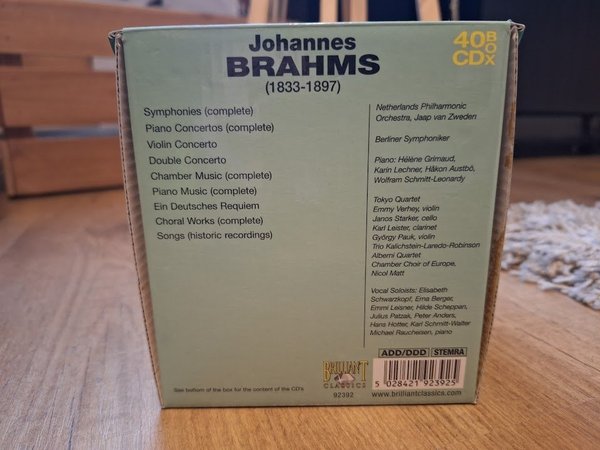 Johannes
BRAHMS
(1833-1897)
40 BOX
CD
Symphonies (complete)
Piano Concertos (complete)
Violin Concerto
Double Concerto
Chamber Music (complete)
Piano Music (complete)
Ein Deutsches Requiem
Choral Works (complete)
Songs (historic recordings)
Netherlands Philharmonic
Orchestra, Jaap van Zweden
Berliner Symphoniker
Piano: Hélène Grimaud,
Karin Lechner, Håkon Austbö,
Wolfram Schmitt-Leonardy
Tokyo Quartet
Emmy Verhey, violin
Janos Starker, cello
Karl Leister, clarinet
György Pauk, violin
Trio Kalichstein-Laredo-Robinson
Alberni Quartet
Chamber Choir of Europe,
Nicol Matt
Vocal Soloists: Elisabeth
Schwarzkopf, Erna Berger,
Emmi Leisner, Hilde Scheppan,
Julius Patzak, Peter Anders,
Hans Hotter, Karl Schmitt-Walter
Michael Raucheisen, piano
ADD/DDD STEMRA
BRILLIANT
CLASSICS
92392
5 028421 923925
www.brilliantclassics.com
See bottom of the box for the content of the CD's